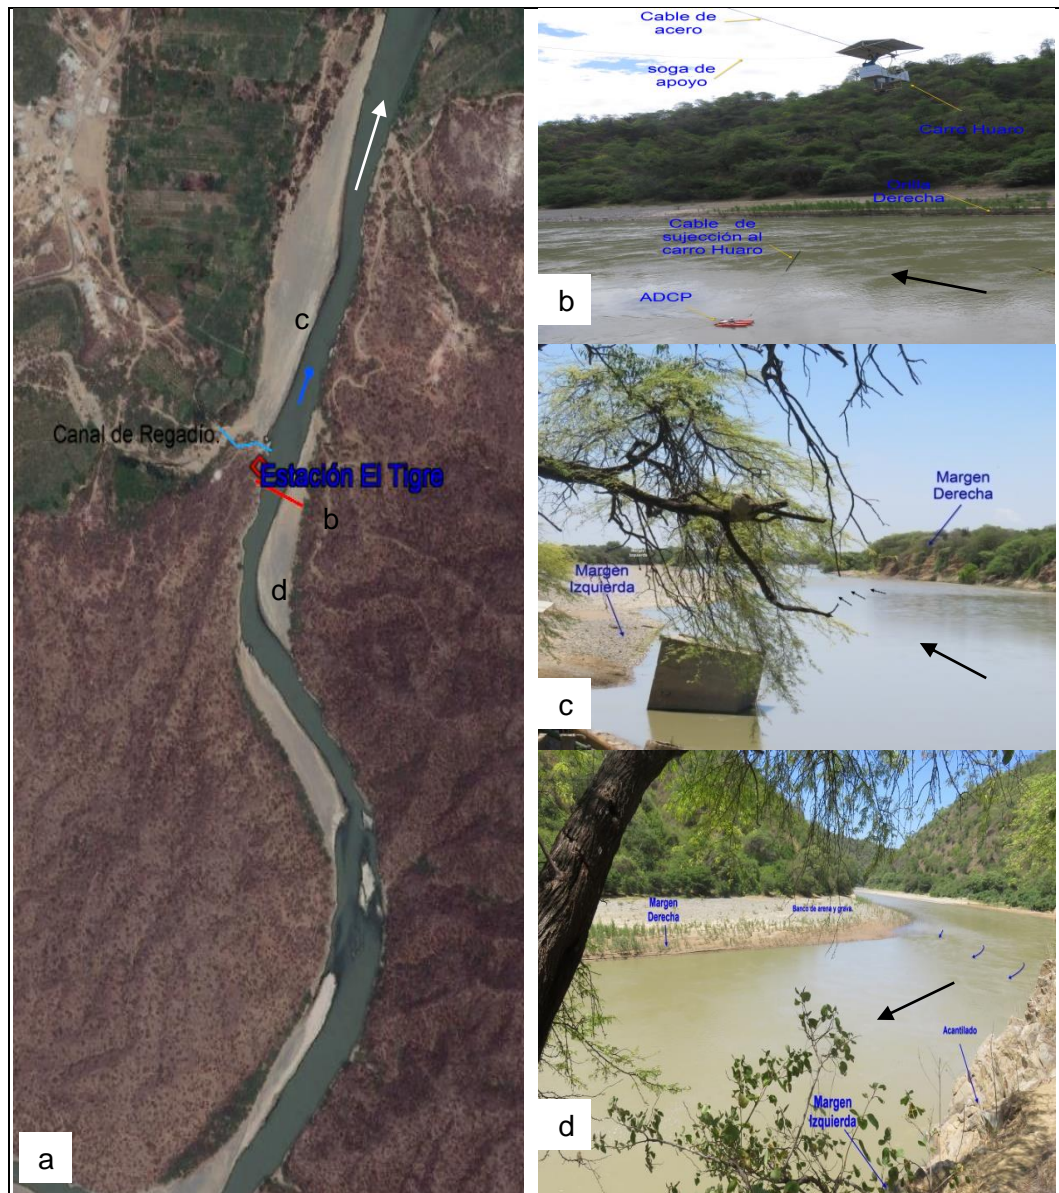 c
Canal de Regadío.
Estación El Tigre
b
d
a
Cable de
acero
soga de
apoyo
Carro Huaro
Orilla
Derecha
Cable de
sujección al
carro Huaro
ADCP
b
Margen
Derecha
Margen
Izquierda
c
Margen
Derecha
Banco de arena y grava.
Acantilado
Margen
Izquierda
d